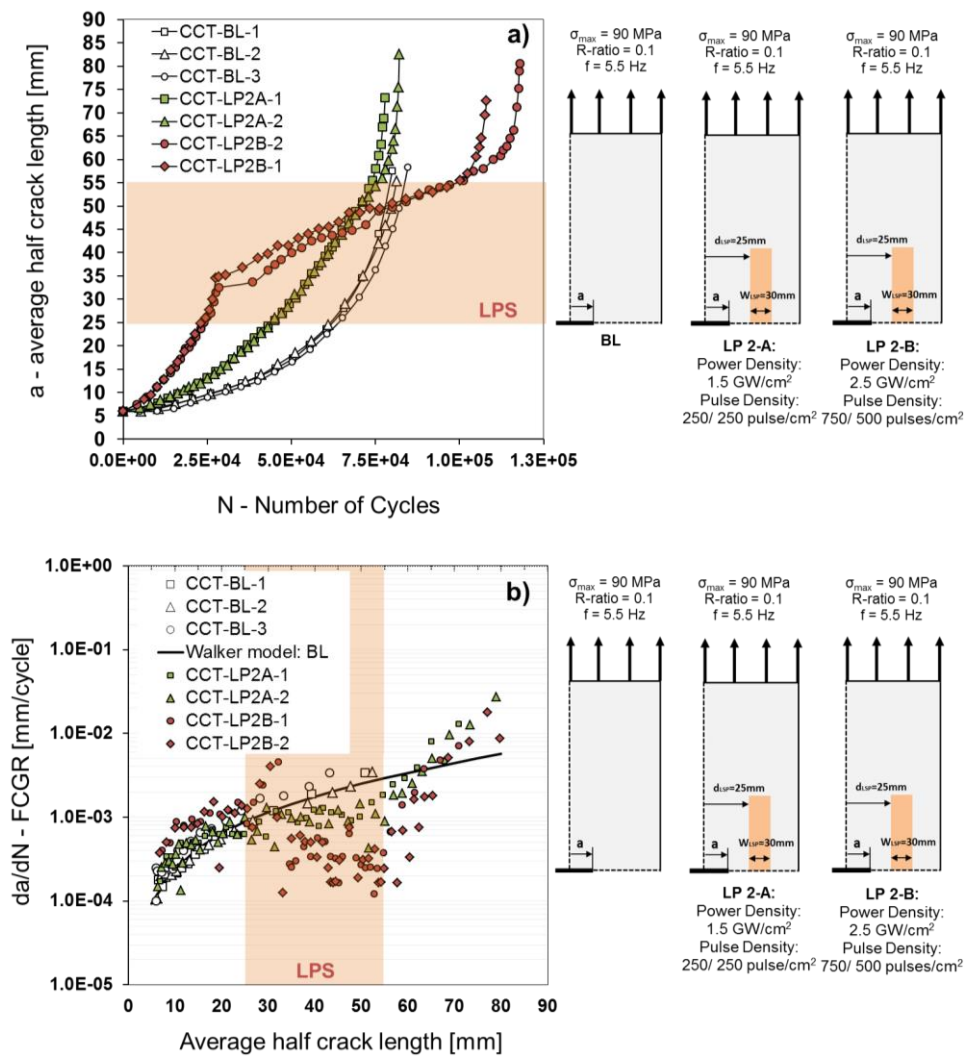 a)
a - average half crack length [mm]
90
85
80
75
70
65
60
55
50
45
40
35
30
25
20
15
10
5
0
CCT-BL-1
CCT-BL-2
CCT-BL-3
CCT-LP2A-1
CCT-LP2A-2
CCT-LP2B-2
CCT-LP2B-1
LPS
0.0E+00 2.5E+04 5.0E+04 7.5E+04 1.0E+05 1.3E+05
N - Number of Cycles
σmax = 90 MPa
R-ratio = 0.1
f = 5.5 Hz
a
BL
σmax = 90 MPa
R-ratio = 0.1
f = 5.5 Hz
dLSP=25mm
a
WLSP=30mm
LP 2-A:
Power Density:
1.5 GW/cm²
Pulse Density:
250/ 250 pulse/cm²
σmax = 90 MPa
R-ratio = 0.1
f = 5.5 Hz
dLSP=25mm
a
WLSP=30mm
LP 2-B:
Power Density:
2.5 GW/cm²
Pulse Density:
750/ 500 pulses/cm²
b)
da/dN - FCGR [mm/cycle]
1.0E+00
1.0E-01
1.0E-02
1.0E-03
1.0E-04
1.0E-05
CCT-BL-1
CCT-BL-2
CCT-BL-3
Walker model: BL
CCT-LP2A-1
CCT-LP2A-2
CCT-LP2B-1
CCT-LP2B-2
LPS
0 10 20 30 40 50 60 70 80 90
Average half crack length [mm]
σmax = 90 MPa
R-ratio = 0.1
f = 5.5 Hz
a
σmax = 90 MPa
R-ratio = 0.1
f = 5.5 Hz
dLSP=25mm
a
WLSP=30mm
LP 2-A:
Power Density:
1.5 GW/cm²
Pulse Density:
250/ 250 pulse/cm²
σmax = 90 MPa
R-ratio = 0.1
f = 5.5 Hz
dLSP=25mm
a
WLSP=30mm
LP 2-B:
Power Density:
2.5 GW/cm²
Pulse Density:
750/ 500 pulses/cm²